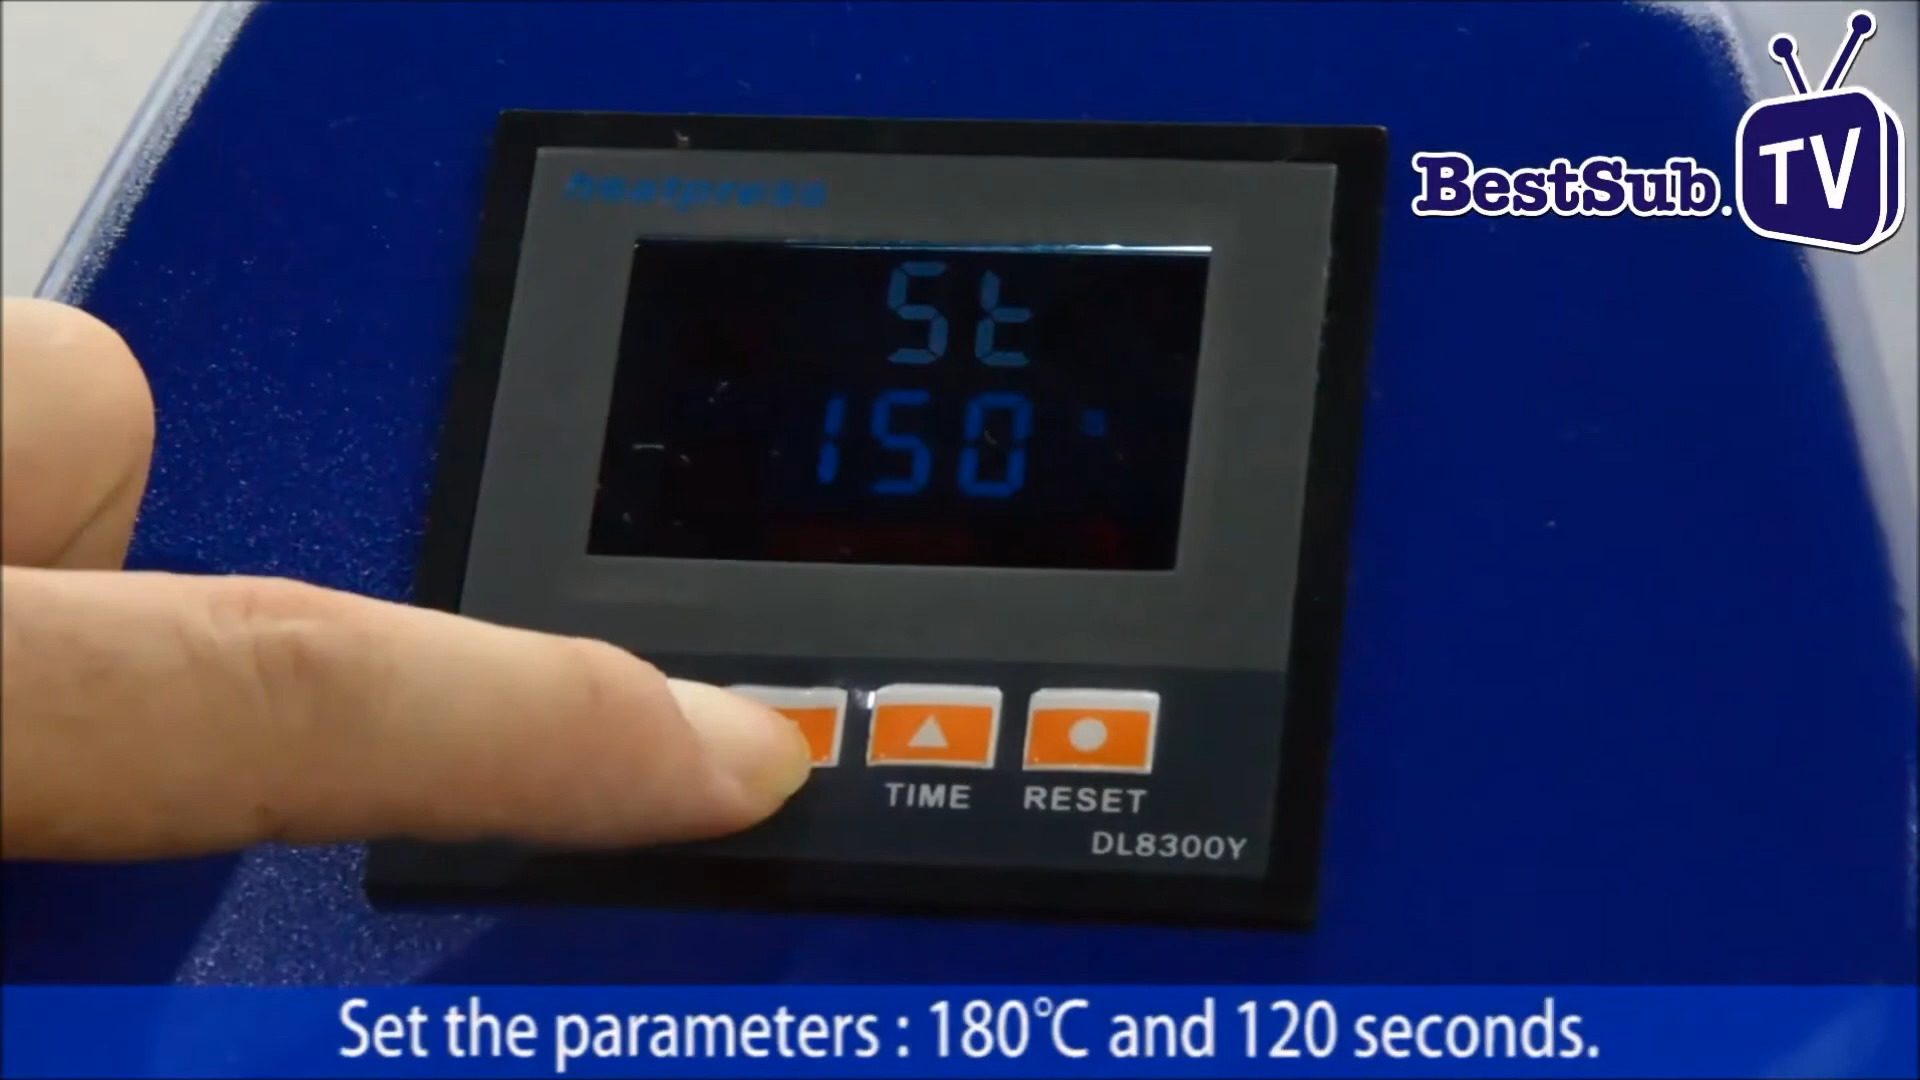 BestSub.TV
heatpress
St
150
TIME
RESET
DL8300Y
Set the parameters : 180°C and 120 seconds.